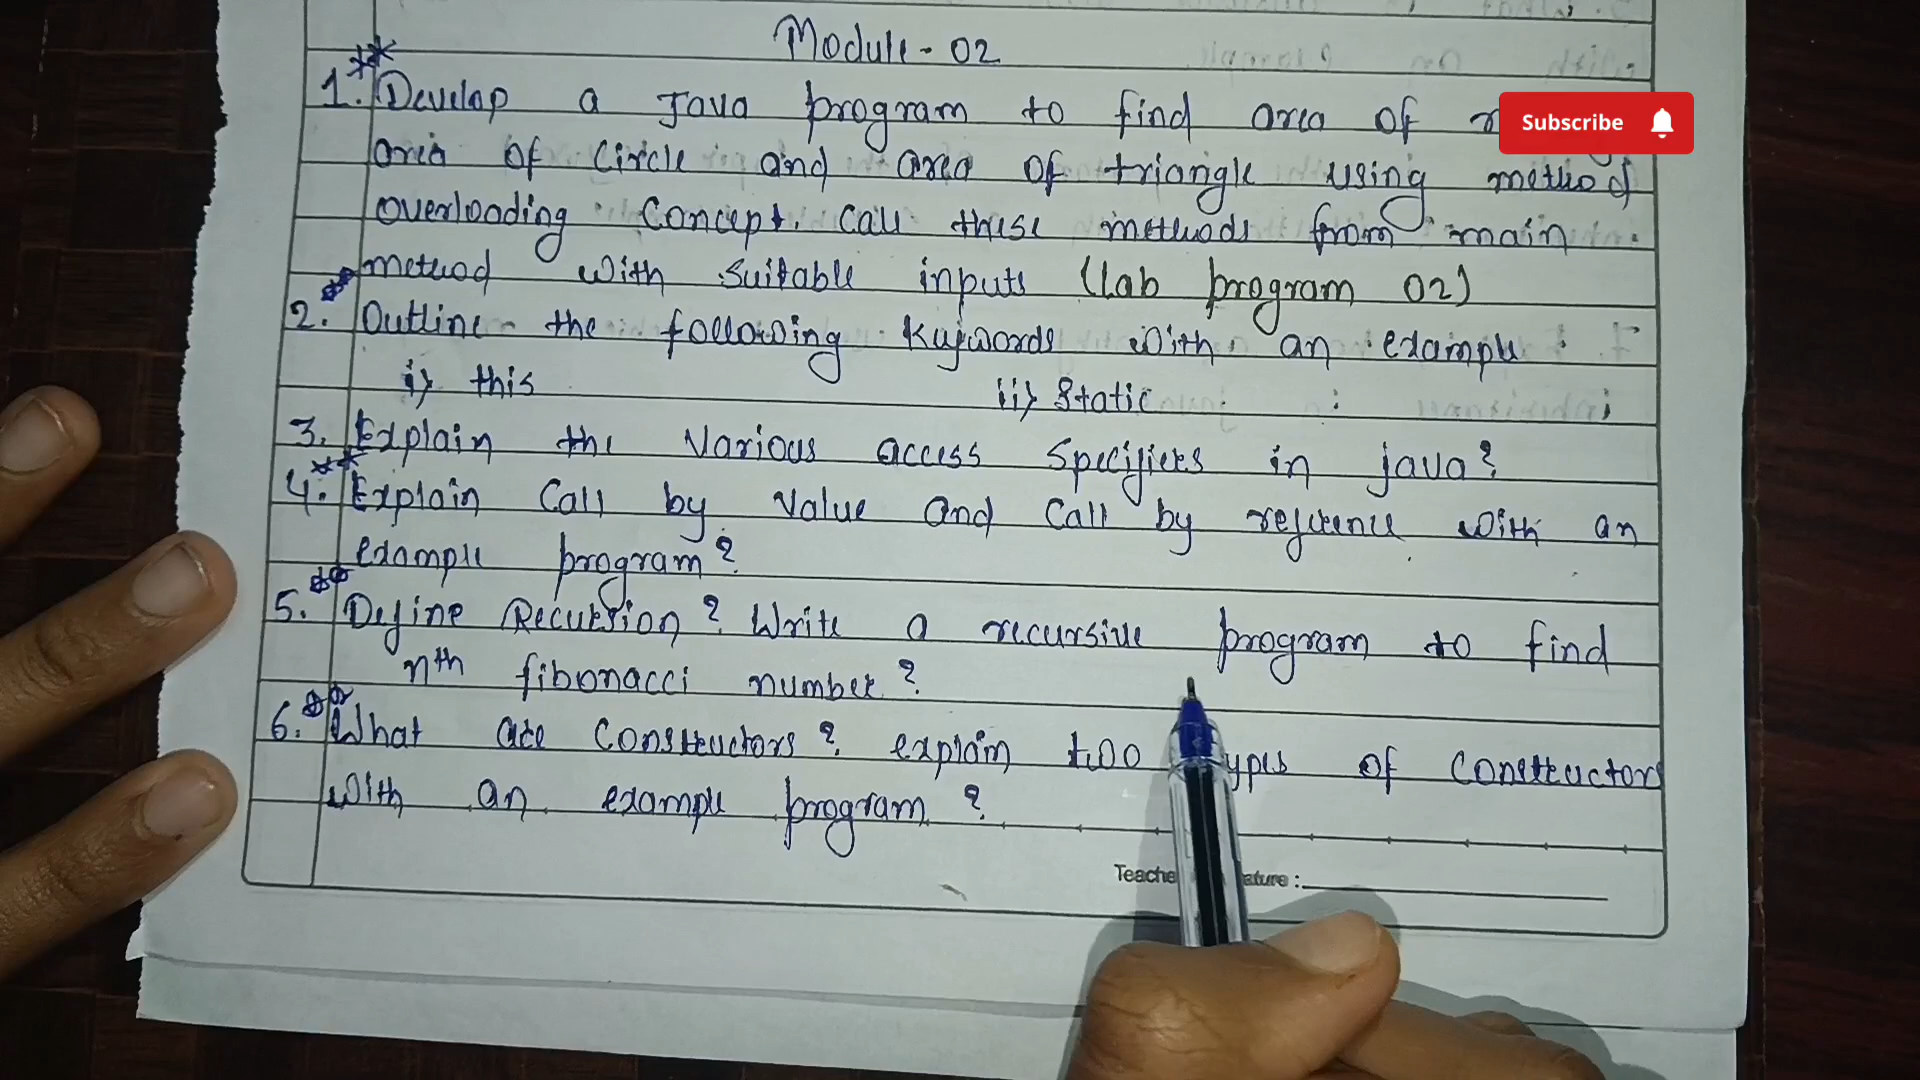 Module - 02
1. Develop a Java program to find area of
area of circle and area of triangle using method
overloading concept. call these methods from main
method with suitable inputs (lab program 02)
2. Outline the following keywords with an example
i) this ii) Static
3. Explain the Various access specifiers in java?
4. Explain Call by Value and Call by reference with an
example program?
5. Define Recursion? Write a recursive program to find
nth fibonacci number?
6. What are constructors? explain two types of constructors
with an example program?
Subscribe